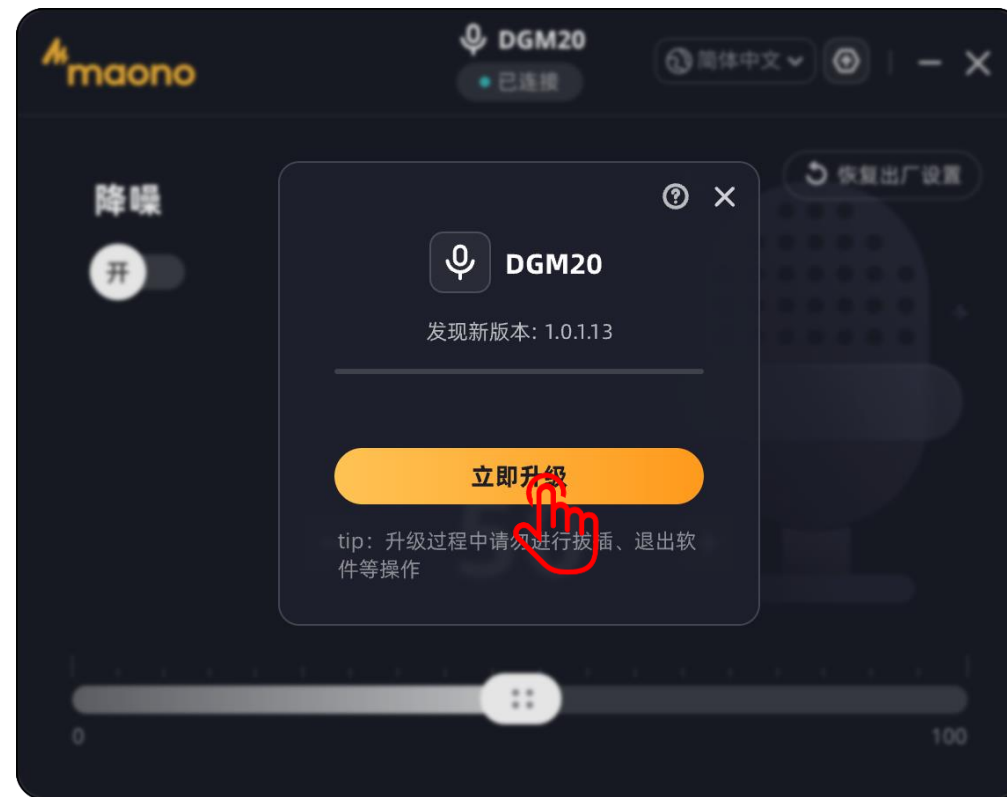 maono
DGM20
已连接
简体中文
恢复出厂设置
降噪
开
DGM20
发现新版本: 1.0.1.13
立即升级
tip：升级过程中请勿进行拔插、退出软
件等操作
50
0
100